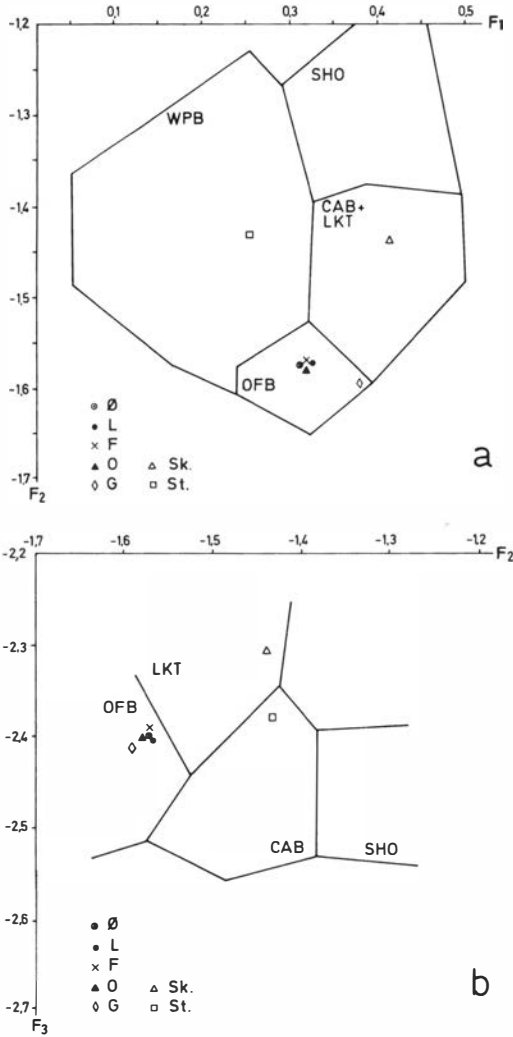 0,1 0,2 0,3 0,4 0,5 F1
-1,2
SHO
WPB
-1,3
CAB+
LKT
-1,4
-1,5
OFB
-1,6
Ø
L
F
O Sk.
G St.
-1,7
F2
a
-1,7 -1,6 -1,5 -1,4 -1,3 -1,2 F2
-2,2
-2,3
LKT
OFB
-2,4
-2,5
CAB SHO
-2,6
Ø
L
F
O Sk.
G St.
-2,7
F3
b